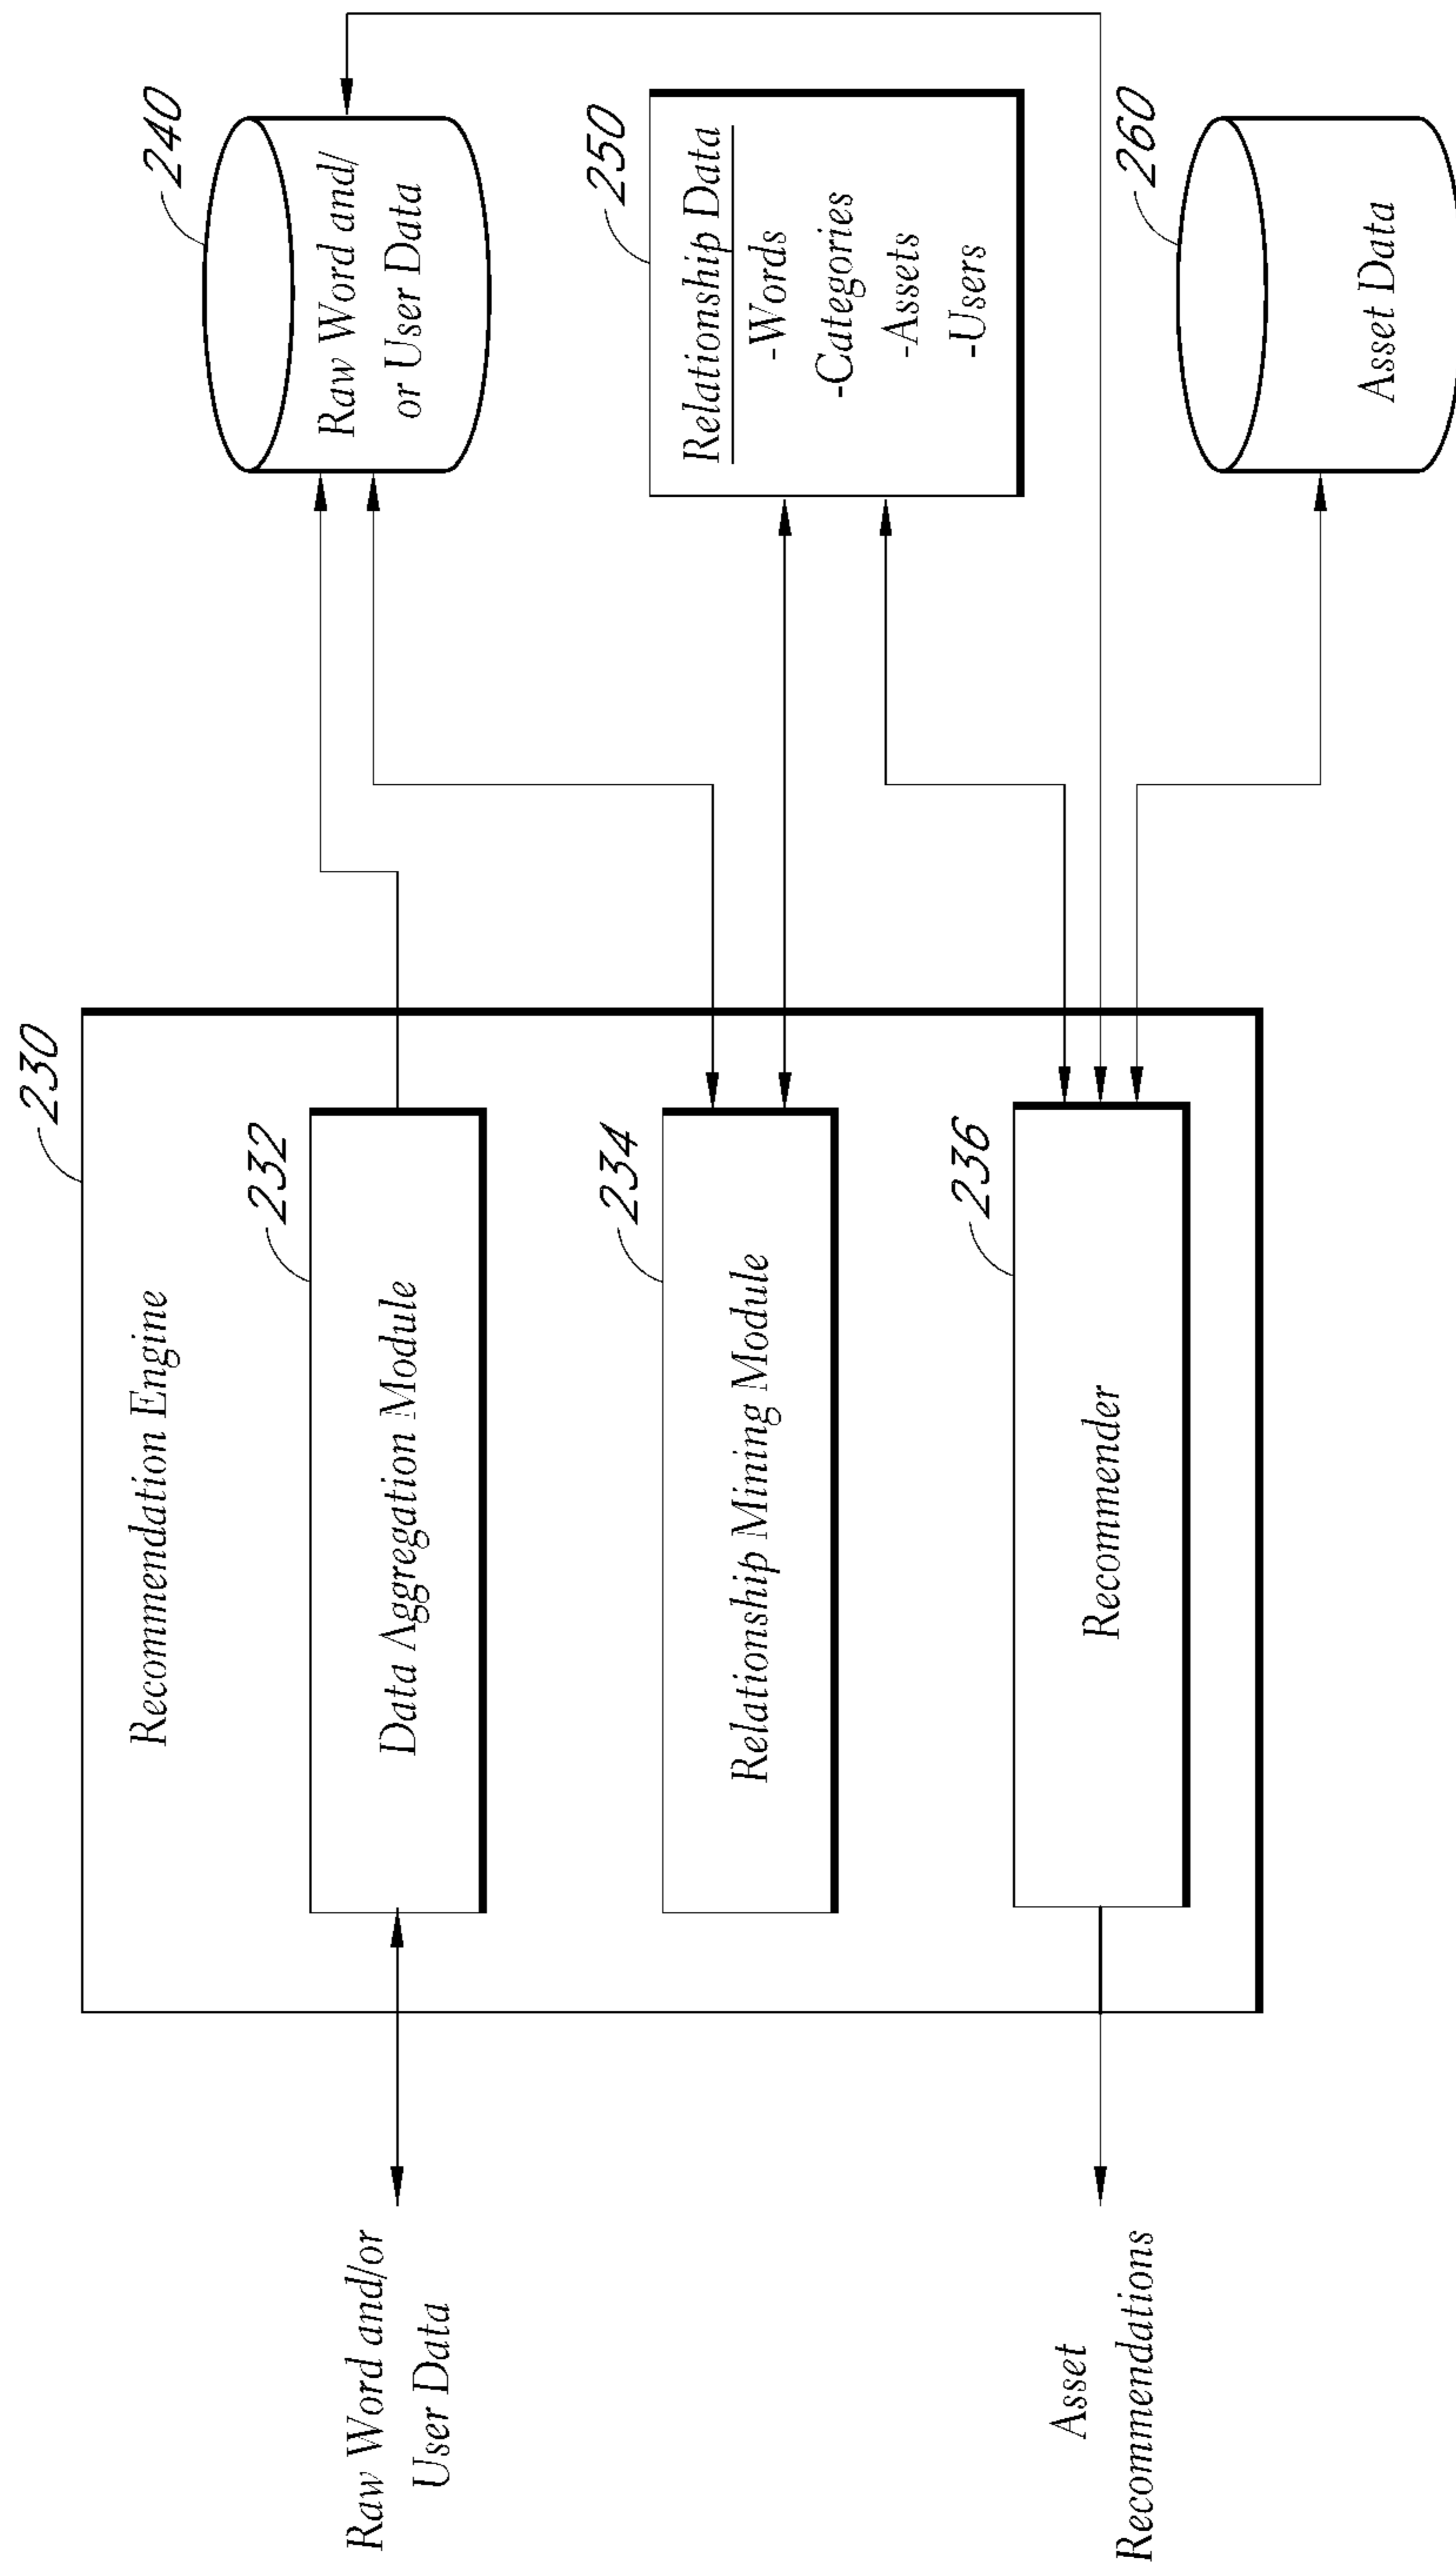 230
Recommendation Engine
Raw Word and/or
User Data
232
Data Aggregation Module
234
Relationship Mining Module
236
Recommender
Asset
Recommendations
240
Raw Word and/
or User Data
250
Relationship Data
-Words
-Categories
-Assets
-Users
260
Asset Data